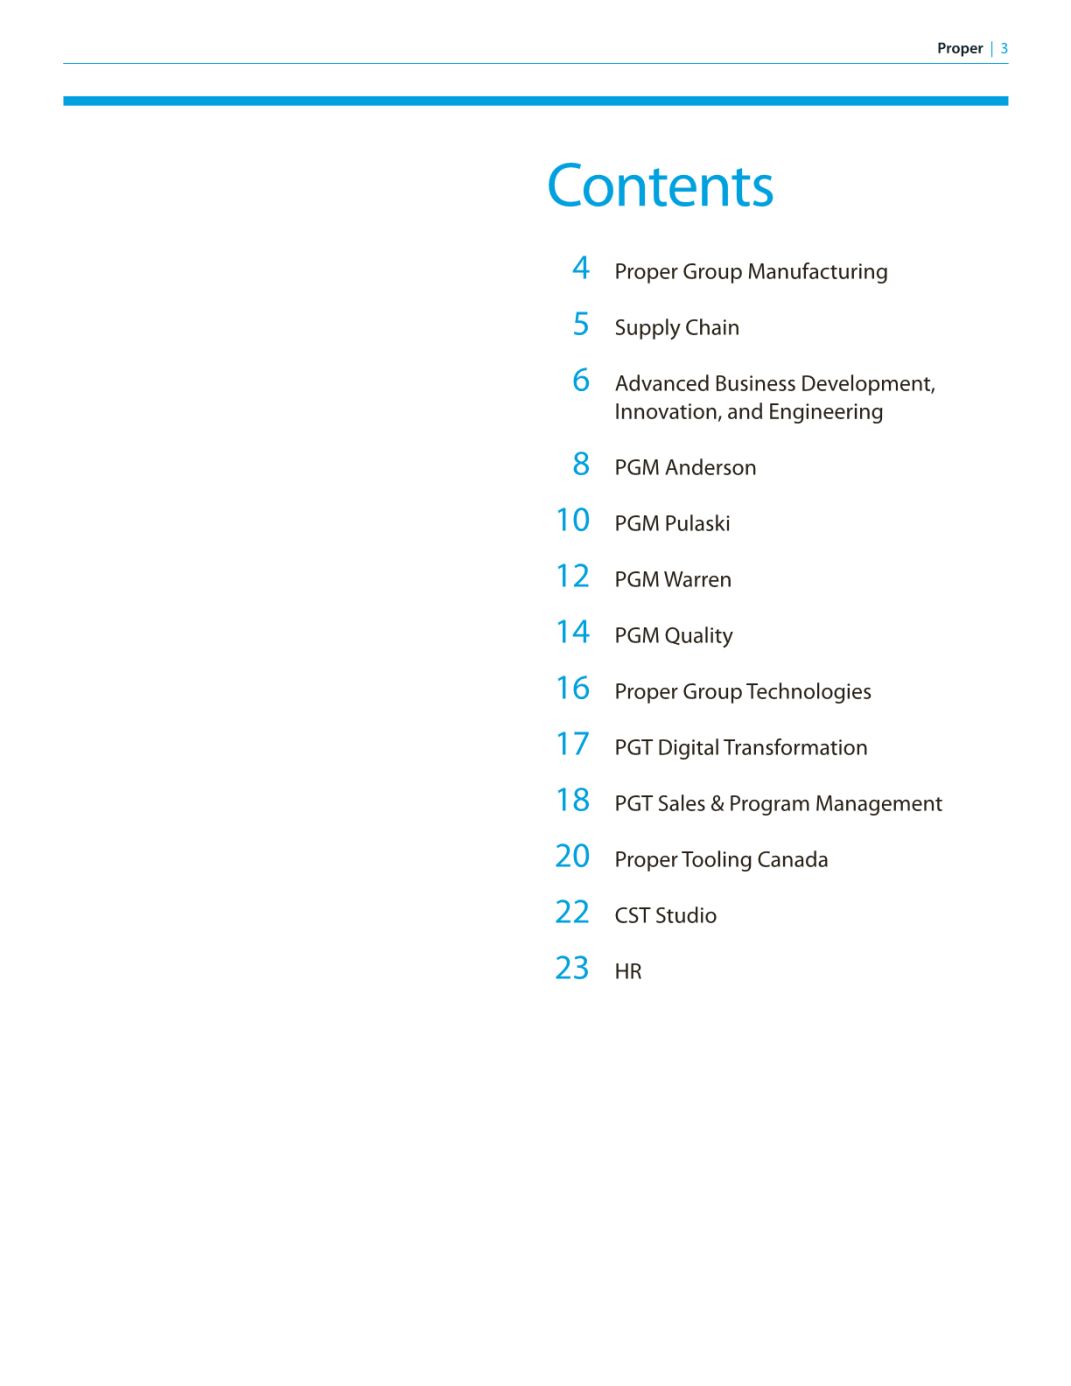 Proper | 3
Contents
4 Proper Group Manufacturing
5 Supply Chain
6 Advanced Business Development,
Innovation, and Engineering
8 PGM Anderson
10 PGM Pulaski
12 PGM Warren
14 PGM Quality
16 Proper Group Technologies
17 PGT Digital Transformation
18 PGT Sales & Program Management
20 Proper Tooling Canada
22 CST Studio
23 HR